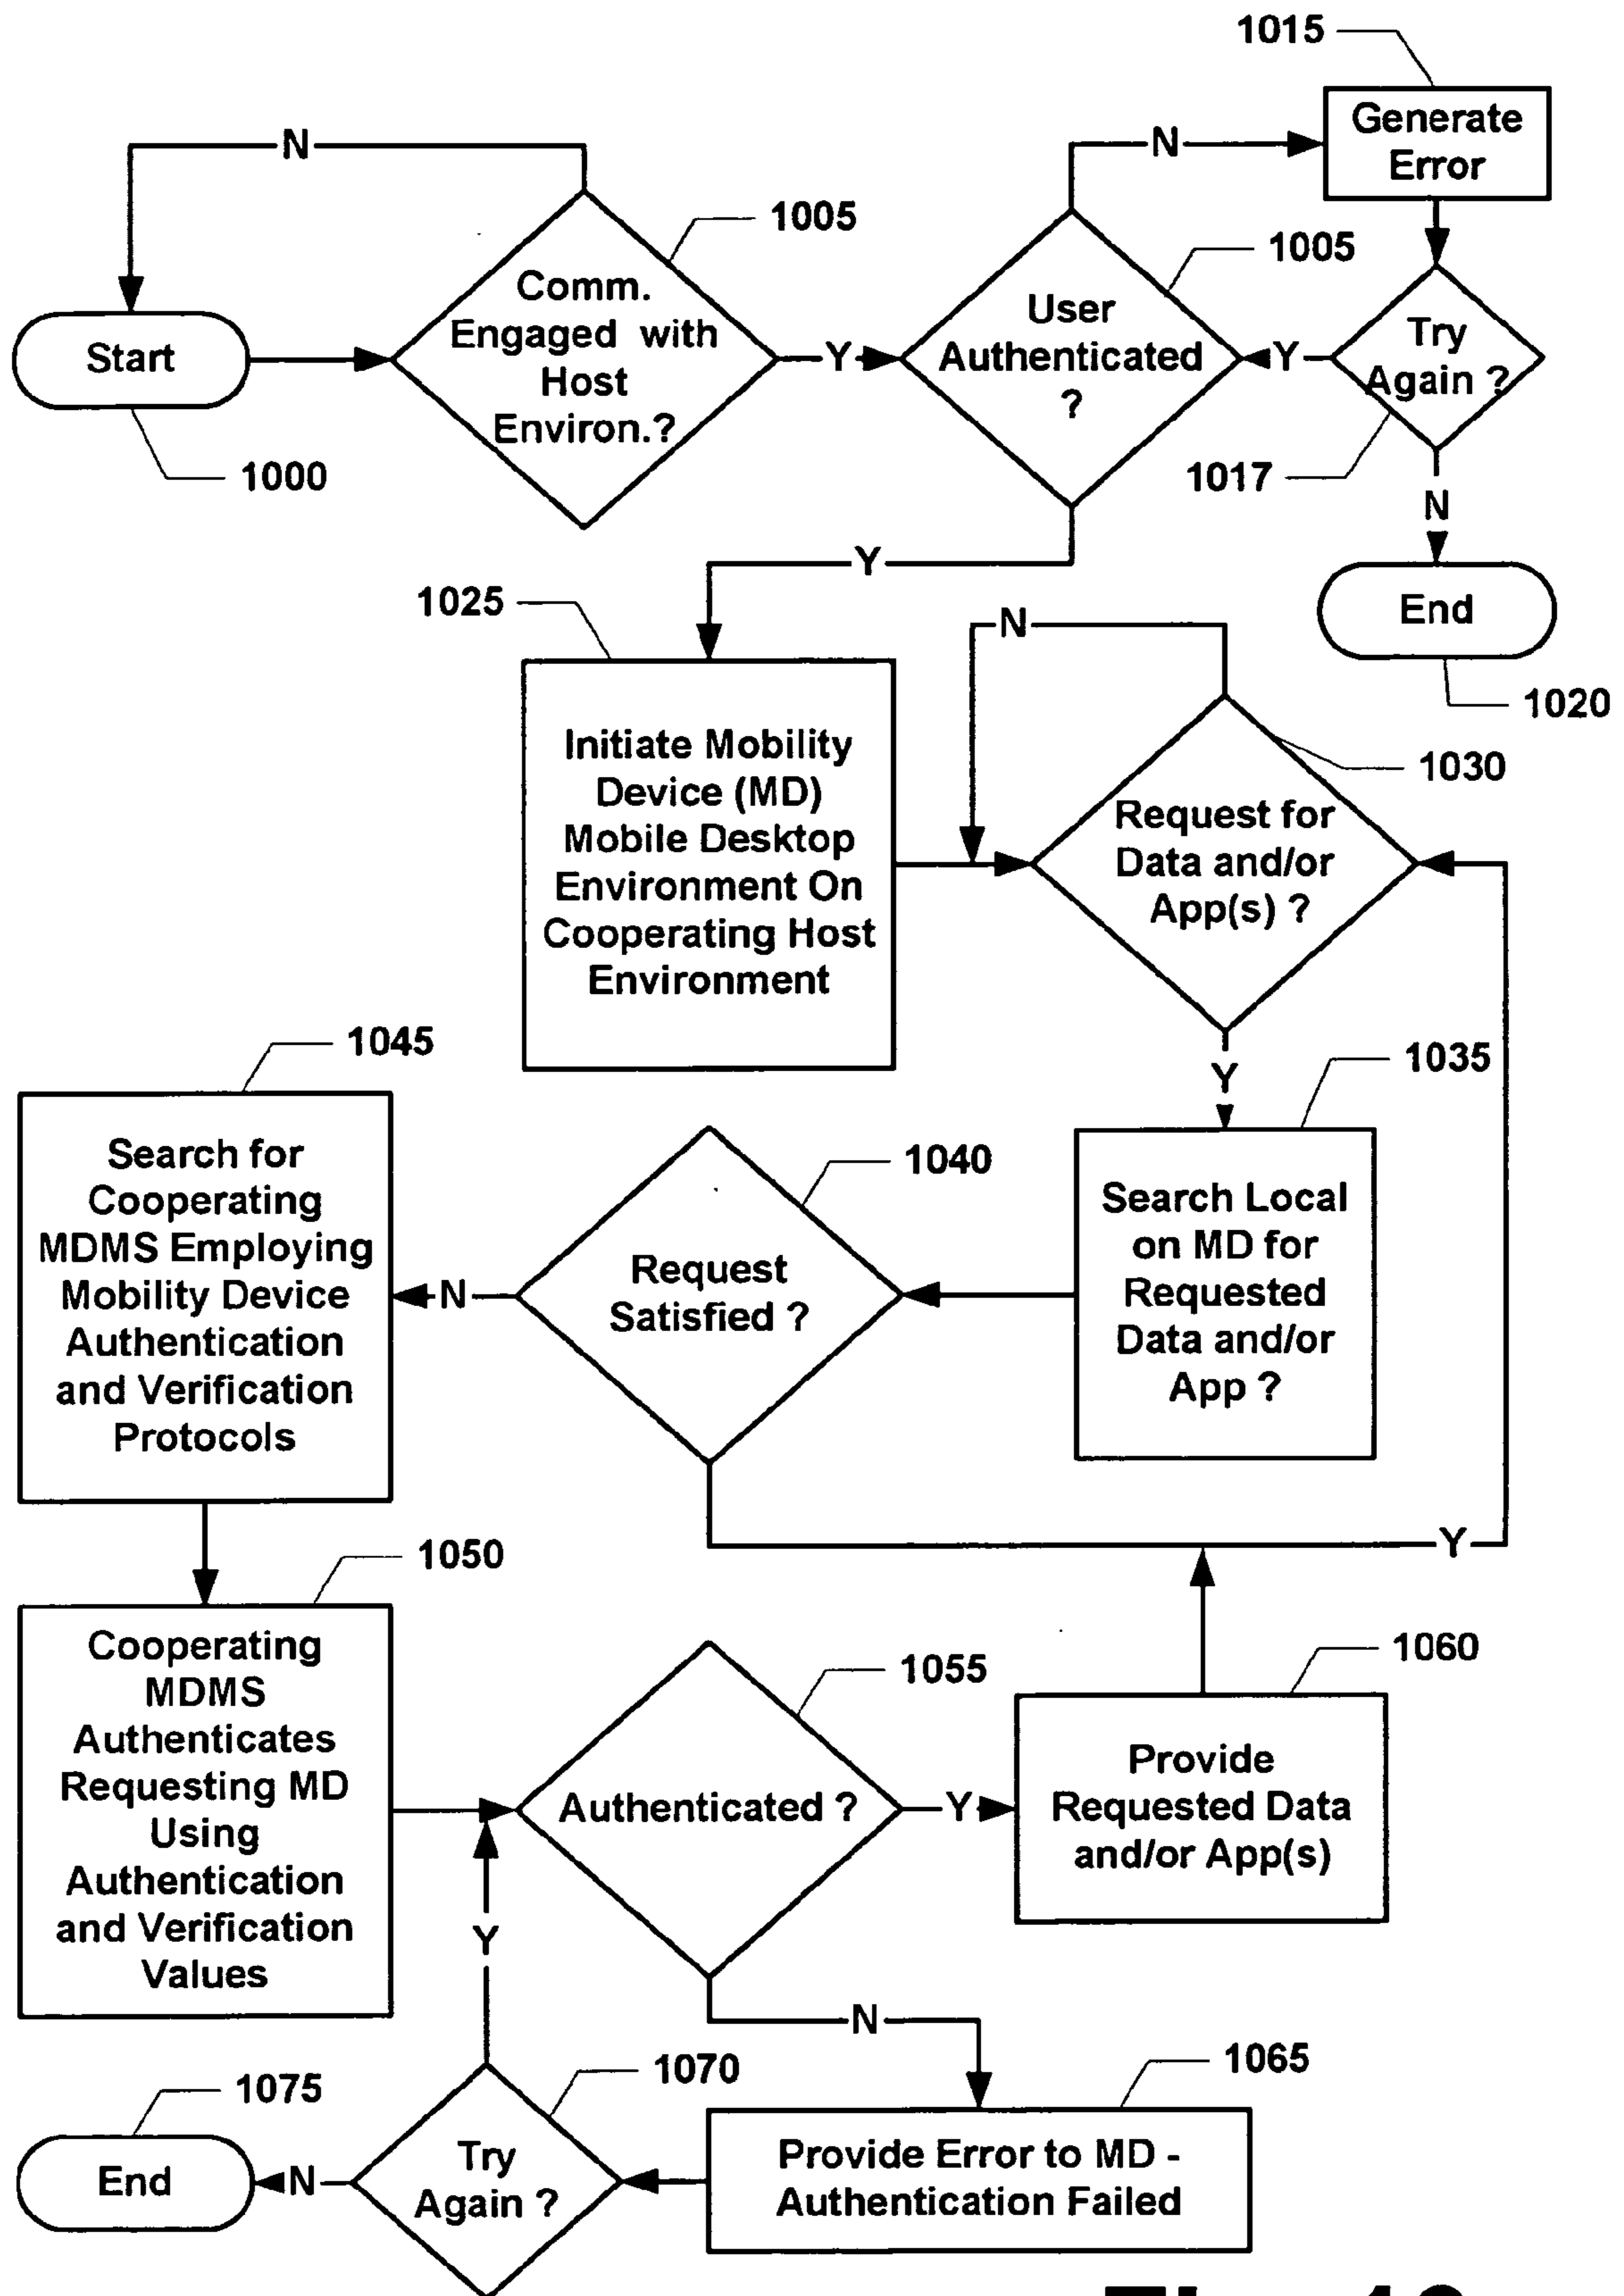 1015
Generate
Error
N
N
1005
1005
Comm.
Engaged with
Host
Environ.?
User
Authenticated
?
Try
Again ?
Start
Y
Y
1000
1017
N
Y
End
1020
1025
N
Initiate Mobility
Device (MD)
Mobile Desktop
Environment On
Cooperating Host
Environment
1030
Request for
Data and/or
App(s) ?
Y
1035
1045
Search for
Cooperating
MDMS Employing
Mobility Device
Authentication
and Verification
Protocols
1040
Request
Satisfied ?
N
Search Local
on MD for
Requested
Data and/or
App ?
Y
1050
Cooperating
MDMS
Authenticates
Requesting MD
Using
Authentication
and Verification
Values
1055
Authenticated ?
Y
1060
Provide
Requested Data
and/or App(s)
Y
N
1065
1070
1075
End
N
Try
Again ?
Provide Error to MD -
Authentication Failed